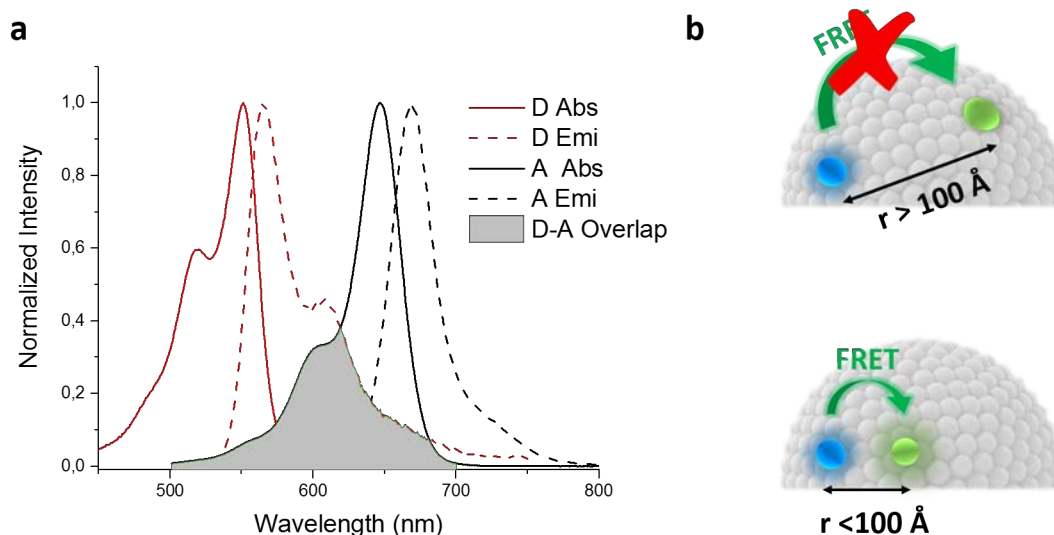 a
b
1,0
0,8
0,6
0,4
0,2
0,0
Normalized Intensity
500
600
700
800
Wavelength (nm)
D Abs
D Emi
A Abs
A Emi
D-A Overlap
FRET
r > 100 Å
FRET
r <100 Å